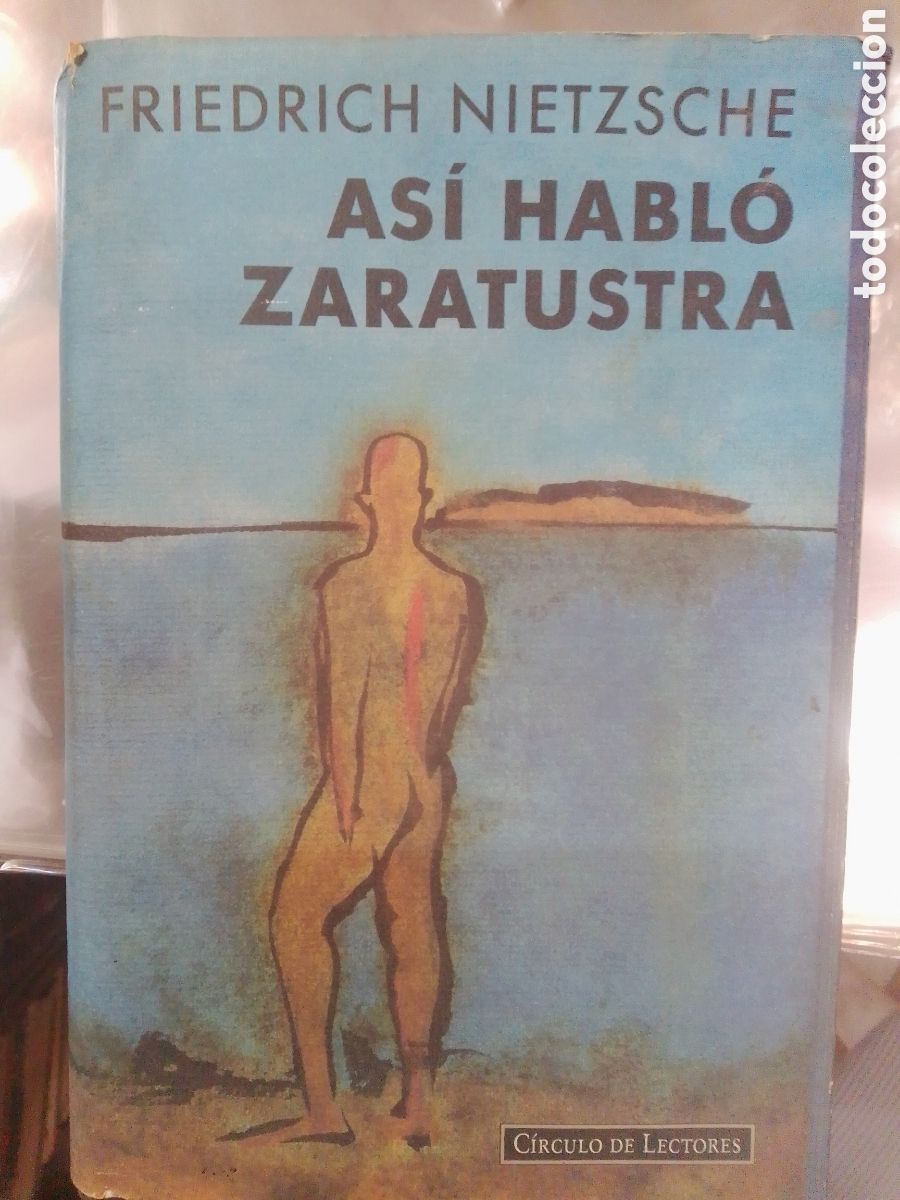 FRIEDRICH NIETZSCHE
ASÍ HABLÓ
ZARATUSTRA
CÍRCULO DE LECTORES
todocoleccion